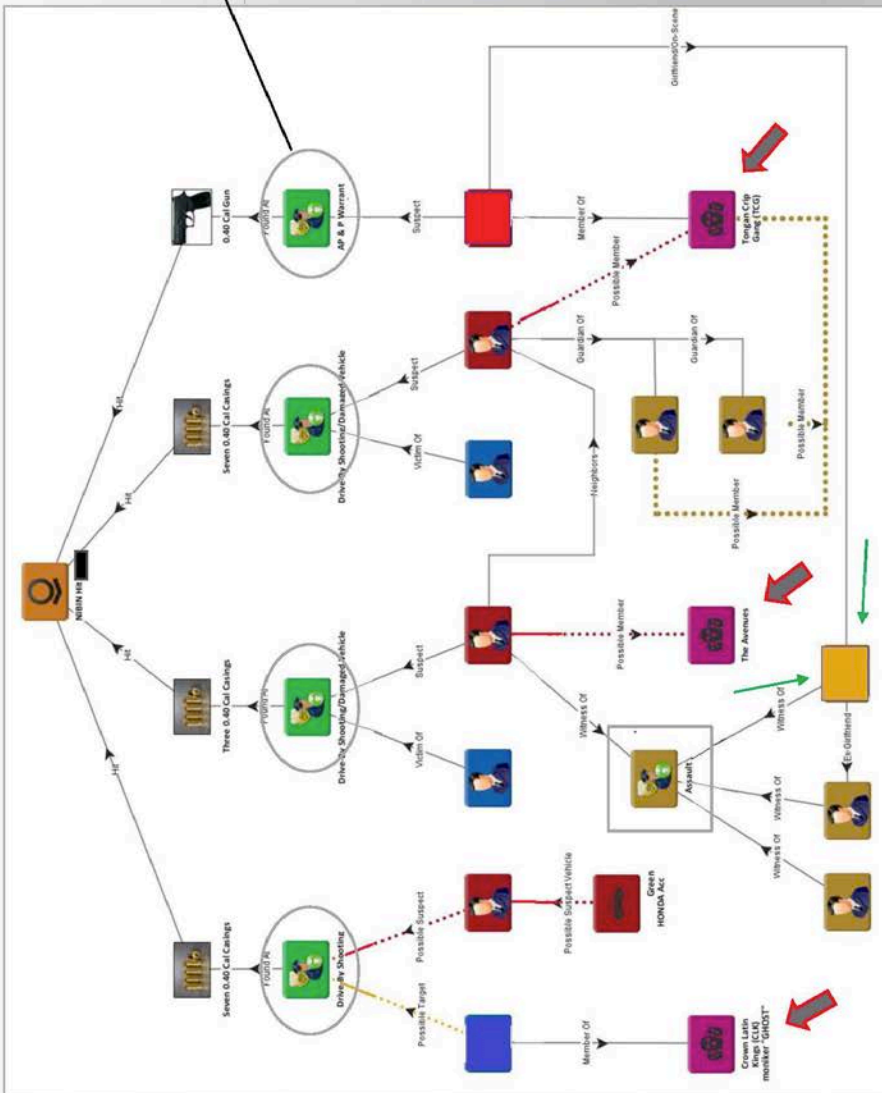 Girlfriend/On-Scene
0.40 Cal Gun
Found At
AP & P Warrant
Suspect
Member Of
Tongan Crip
Gang (TCG)
Hit
Seven 0.40 Cal Casings
Found At
Drive-By Shooting/Damaged Vehicle
Suspect
Victim Of
Possible Member
Guardian Of
Guardian Of
Possible Member
Possible Member
Neighbors
Hit
NIBIN Hit
Hit
Three 0.40 Cal Casings
Found At
Drive-By Shooting/Damaged Vehicle
Suspect
Victim Of
Possible Member
The Avenues
Witness Of
Assault
Witness Of
Witness Of
Witness Of
Ex-Girlfriend
Hit
Seven 0.40 Cal Casings
Found At
Drive-By Shooting
Possible Suspect
Possible Target
Possible Suspect Vehicle
Green
HONDA Acc
Member Of
Crown Latin
Kings (CLK)
moniker "GHOST"